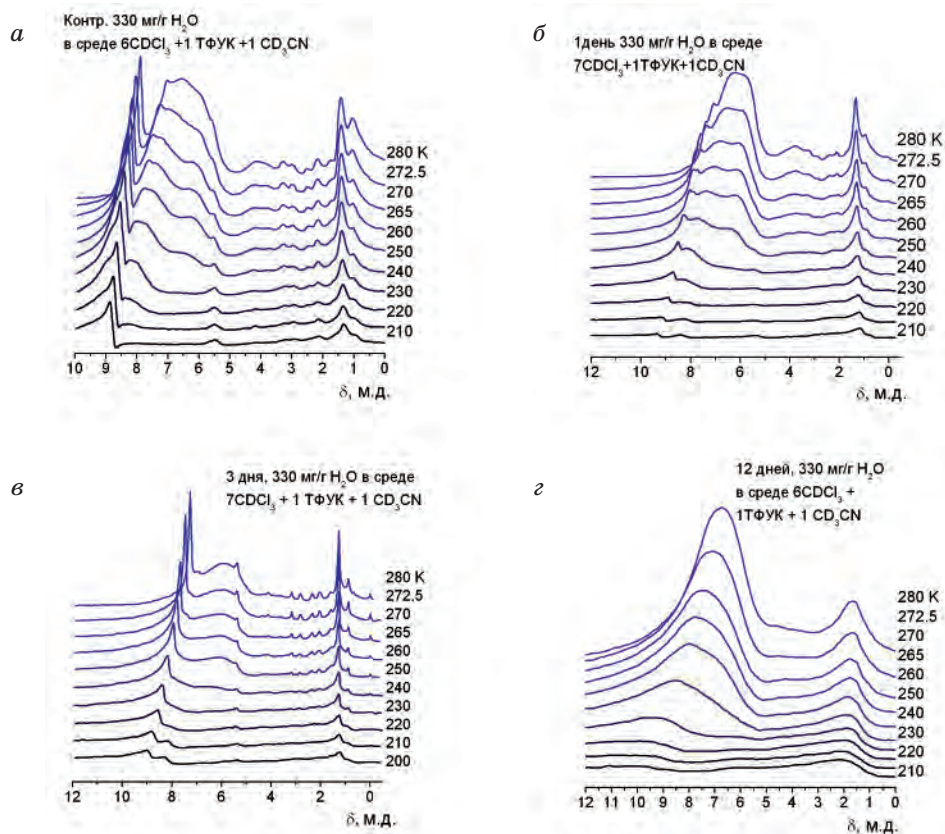 а
Контр. 330 мг/г H₂O
в среде 6CDCl₃ +1 ТФУК +1 CD₃CN
280 K
272.5
270
265
260
250
240
230
220
210
10 9 8 7 6 5 4 3 2 1 0
δ, м.д.
б
1день 330 мг/г H₂O в среде
7CDCl₃+1ТФУК+1CD₃CN
280 K
272.5
270
265
260
250
240
230
220
210
12 10 8 6 4 2 0
δ, м.д.
в
3 дня, 330 мг/г H₂O в среде
7CDCl₃ + 1 ТФУК + 1 CD₃CN
280 K
272.5
270
265
260
250
240
230
220
210
200
12 10 8 6 4 2 0
δ, м.д.
г
12 дней, 330 мг/г H₂O
в среде 6CDCl₃ +
1ТФУК + 1 CD₃CN
280 K
272.5
270
265
260
250
240
230
220
210
12 11 10 9 8 7 6 5 4 3 2 1 0
δ, м.д.